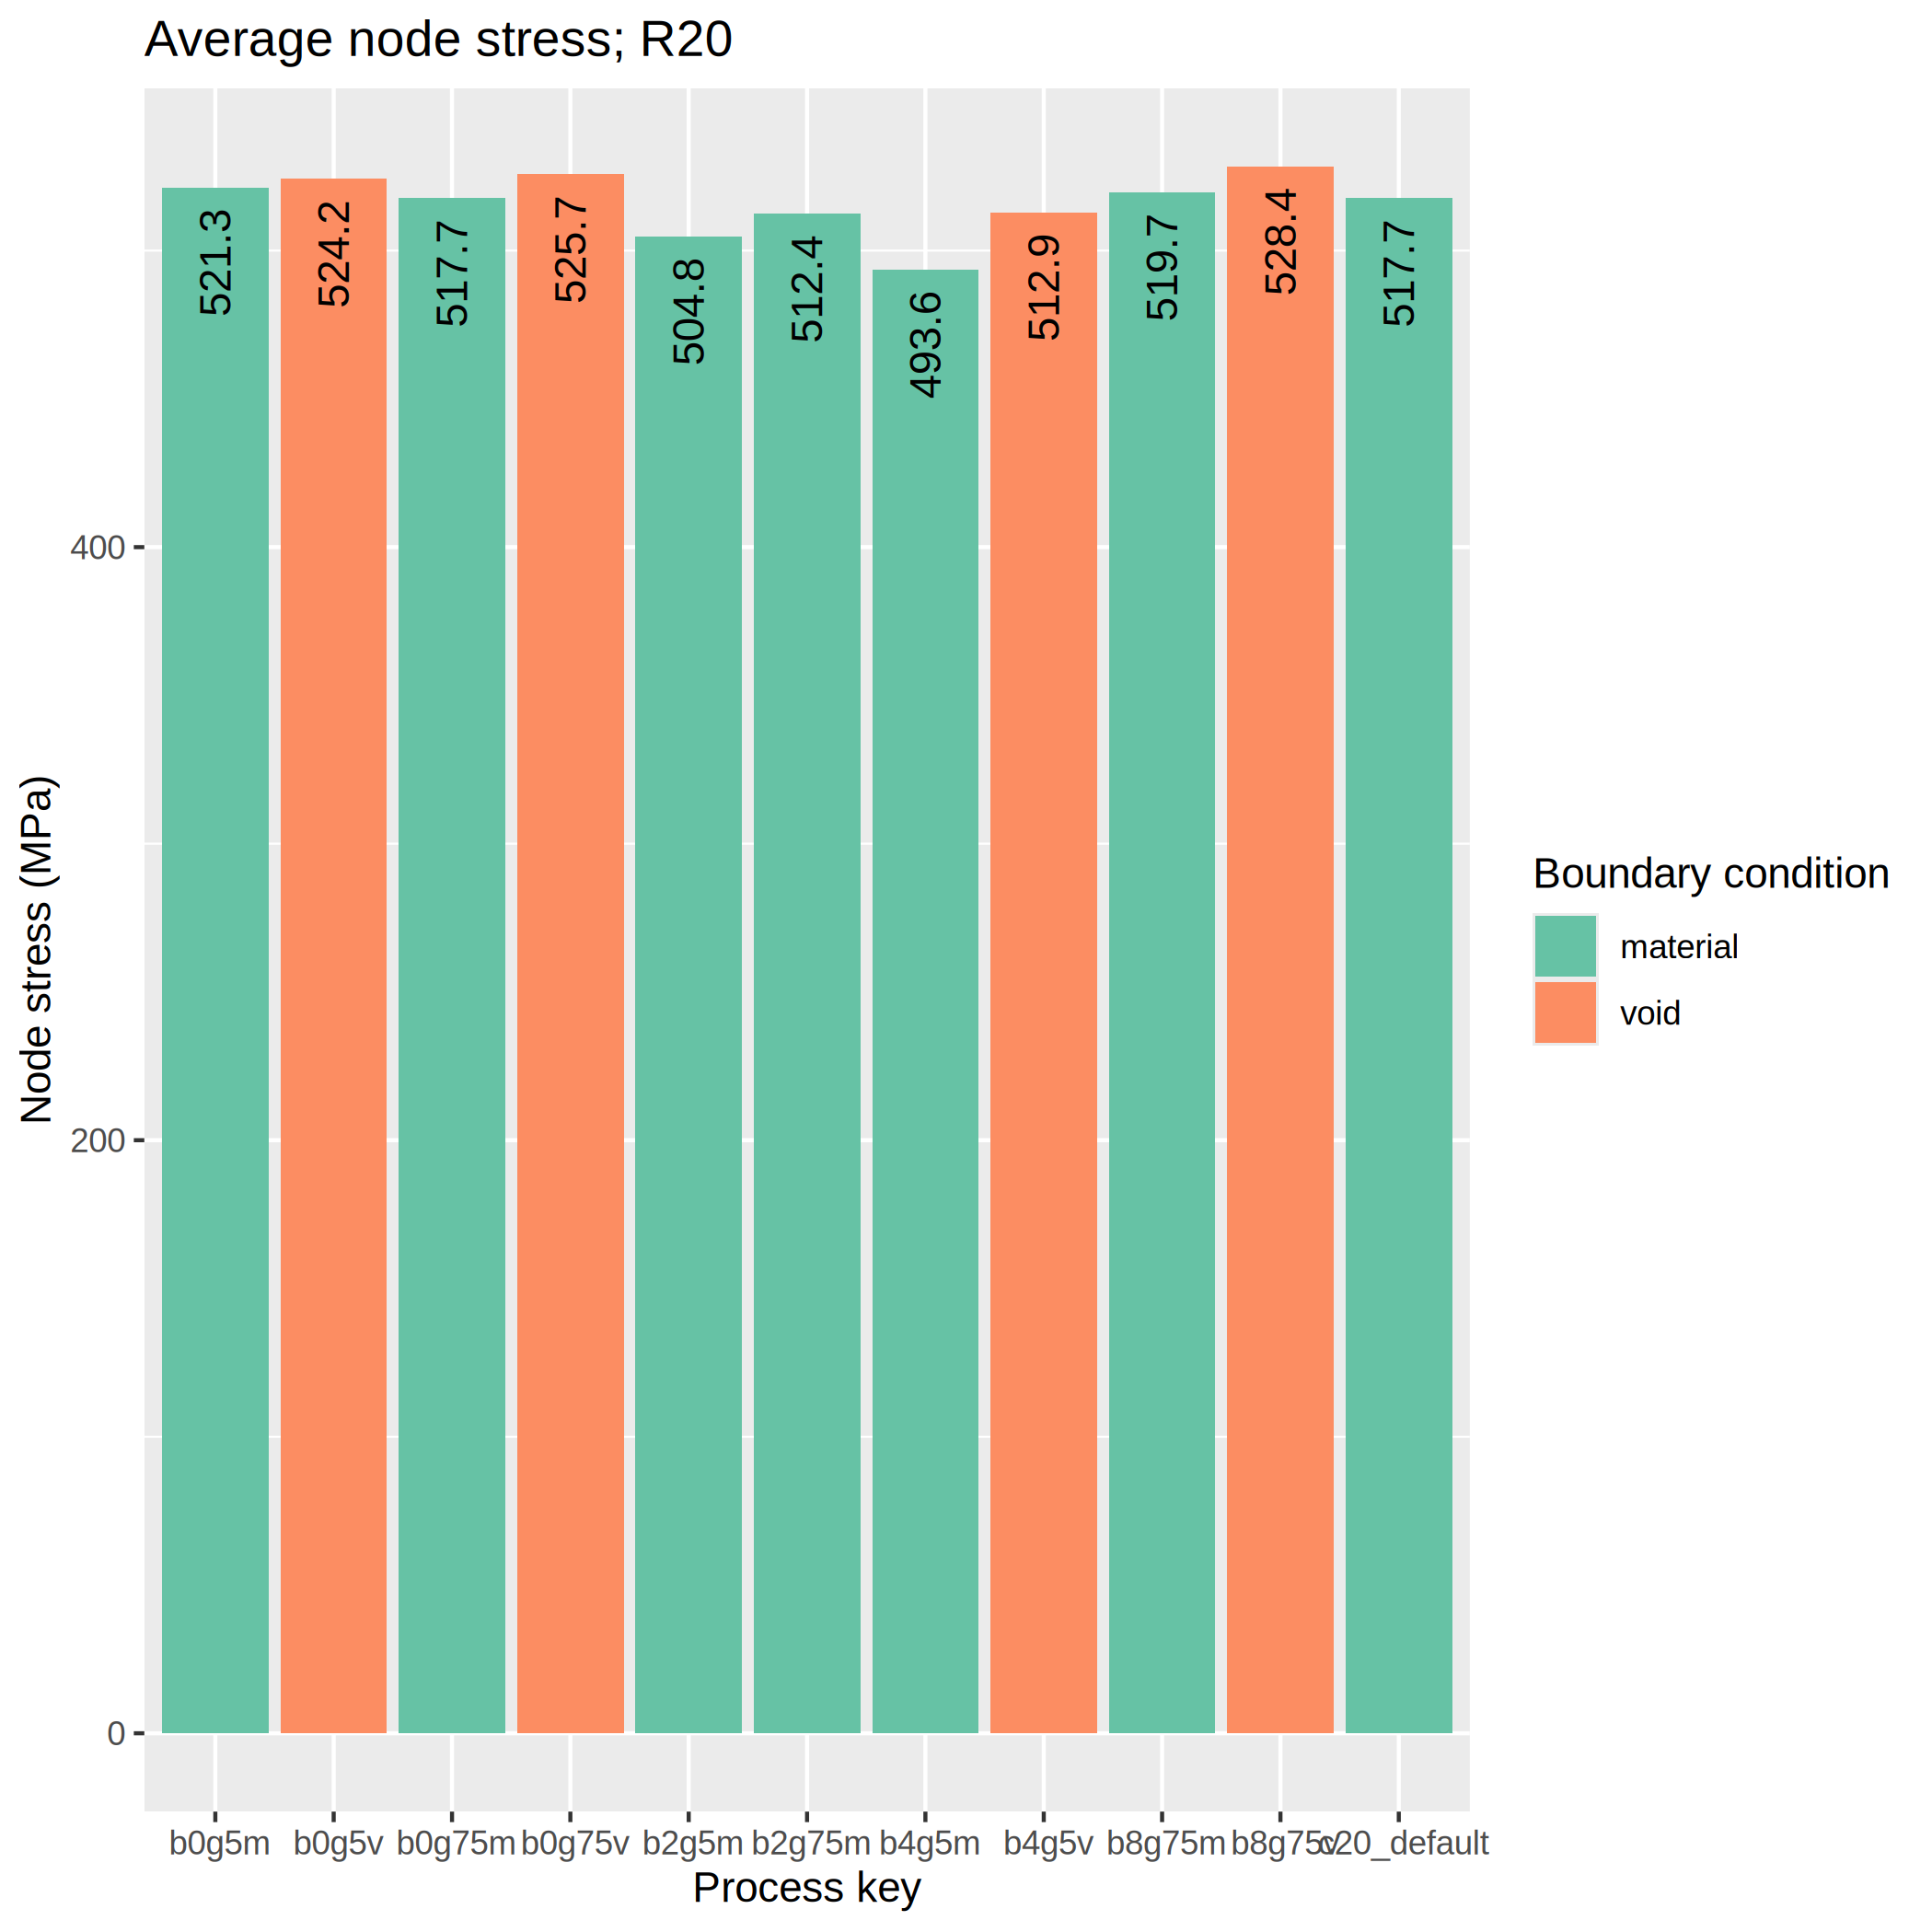 Average node stress; R20
521.3
524.2
517.7
525.7
504.8
512.4
493.6
512.9
519.7
528.4
517.7
400
200
0
Node stress (MPa)
b0g5m b0g5v b0g75m b0g75v b2g5m b2g75m b4g5m b4g5v b8g75m b8g75v c20_default
Process key
Boundary condition
material
void